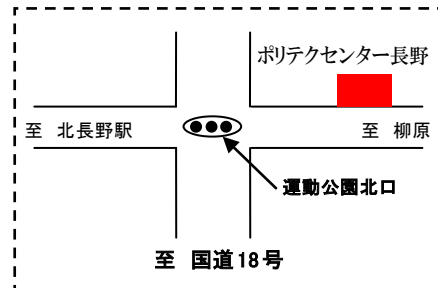 ポリテクセンター長野
至 北長野駅
至 柳原
運動公園北口
至 国道18号